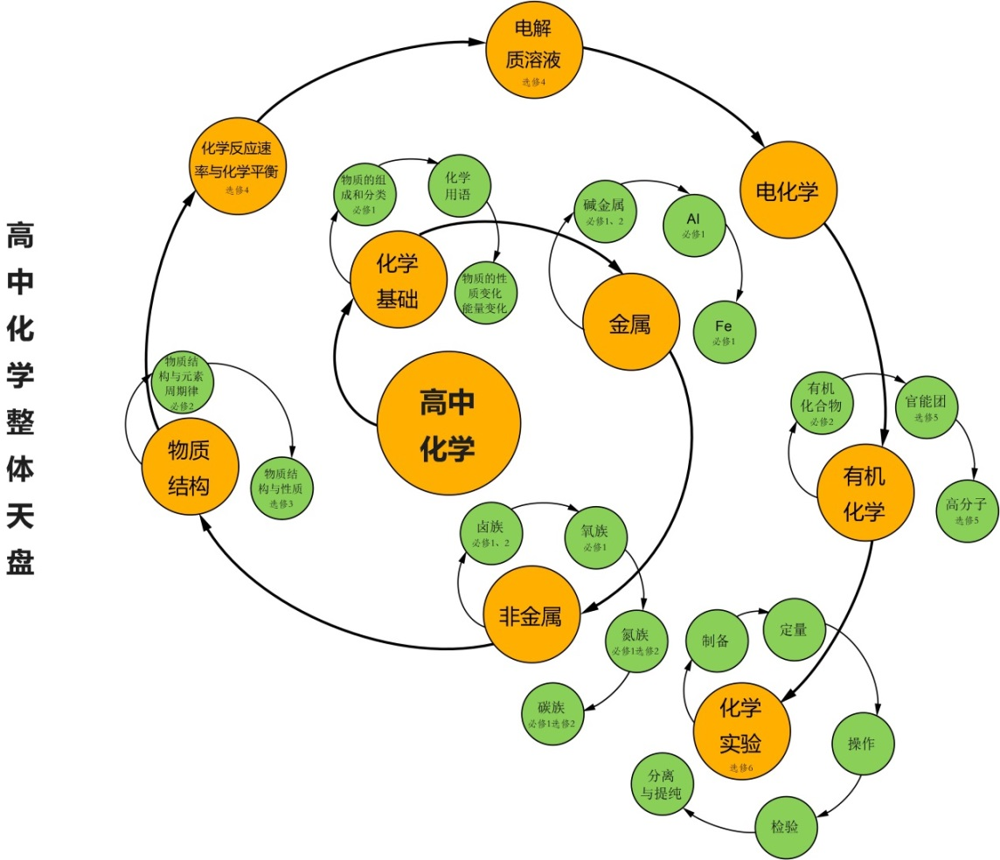 高中化学整体天盘
高中
化学
化学
基础
物质的组
成和分类
必修1
化学
用语
物质的性
质变化
能量变化
金属
碱金属
必修1、2
Al
必修1
Fe
必修1
非金属
卤族
必修1、2
氧族
必修1
氮族
必修1选修2
碳族
必修1选修2
物质
结构
物质结
构与元素
周期律
必修2
物质结
构与性质
选修3
化学反应速
率与化学平衡
选修4
电解
质溶液
选修4
电化学
有机
化学
有机
化合物
必修2
官能团
选修5
高分子
选修5
化学
实验
选修6
制备
定量
操作
检验
分离
与提纯